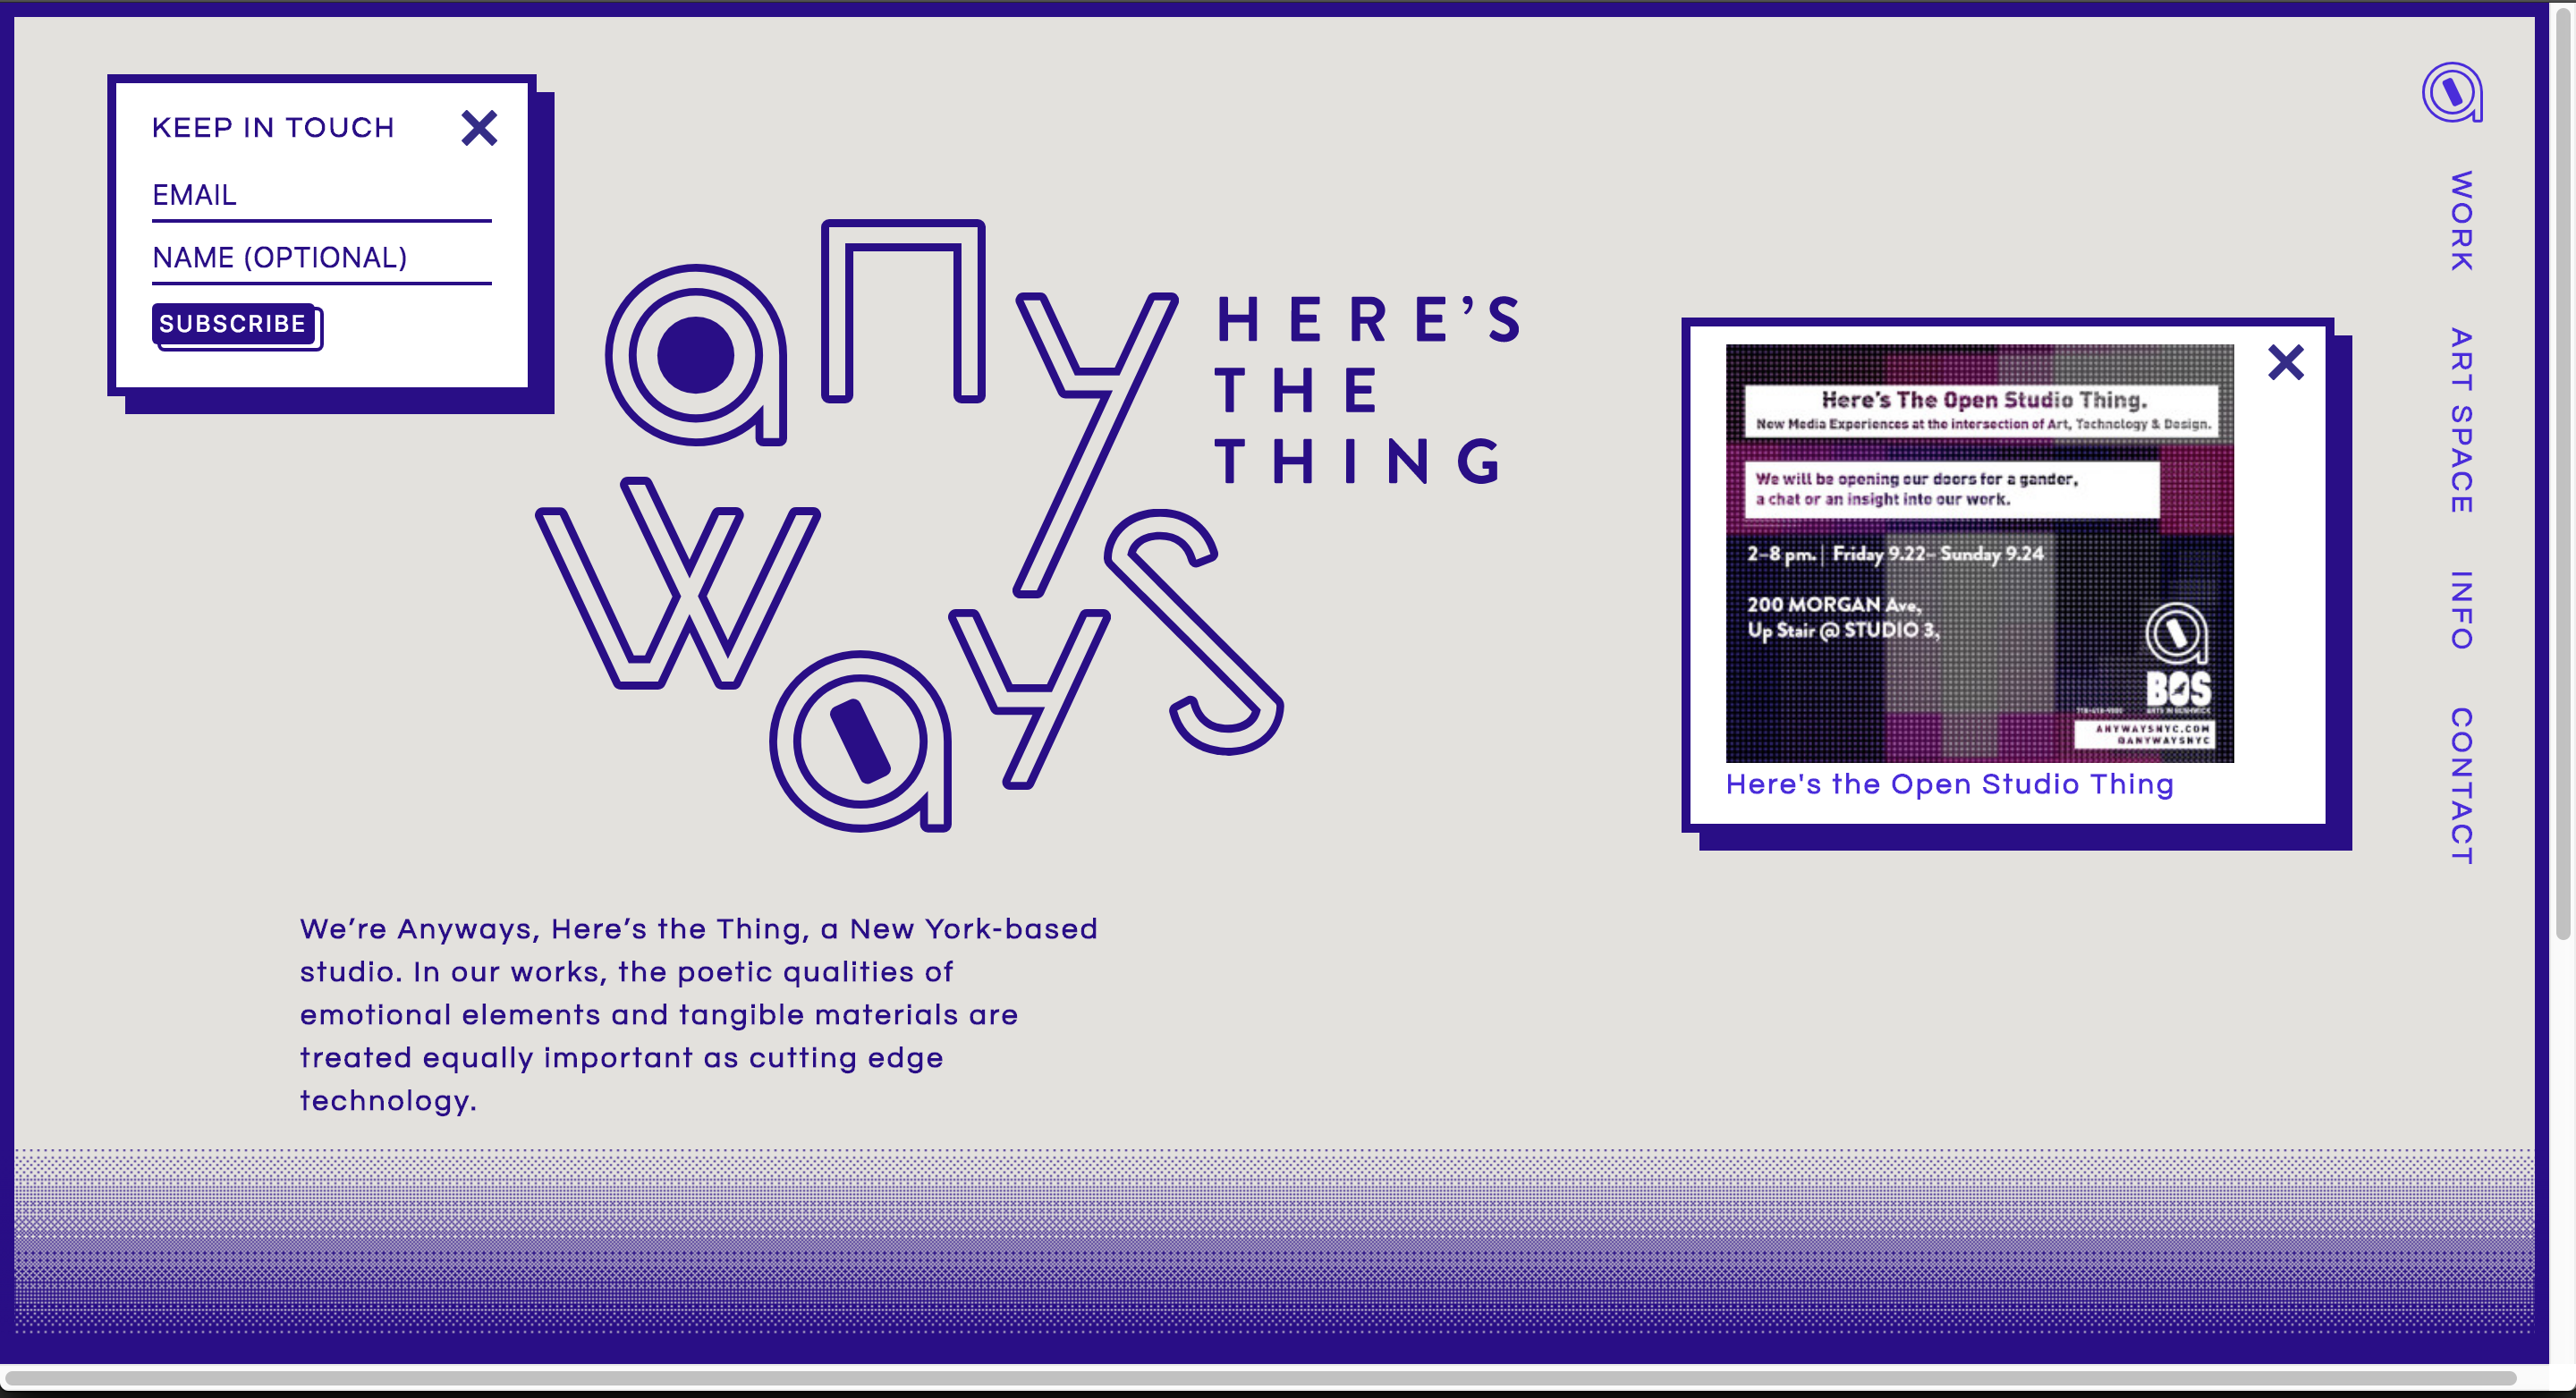 KEEP IN TOUCH
EMAIL
NAME (OPTIONAL)
SUBSCRIBE
any
ways
HERE'S
THE
THING
Here's The Open Studio Thing.
New Media Experiences at the intersection of Art, Technology & Design.
We will be opening our doors for a gander,
a chat or an insight into our work.
2–8 pm. | Friday 9.22– Sunday 9.24
200 MORGAN Ave,
Up Stair @ STUDIO 3,
BOS
ARTS IN BUSHWICK
ANYWAYSNYC.COM
@ANYWAYSNYC
Here's the Open Studio Thing
a
WORK
ART SPACE
INFO
CONTACT
We’re Anyways, Here’s the Thing, a New York-based
studio. In our works, the poetic qualities of
emotional elements and tangible materials are
treated equally important as cutting edge
technology.